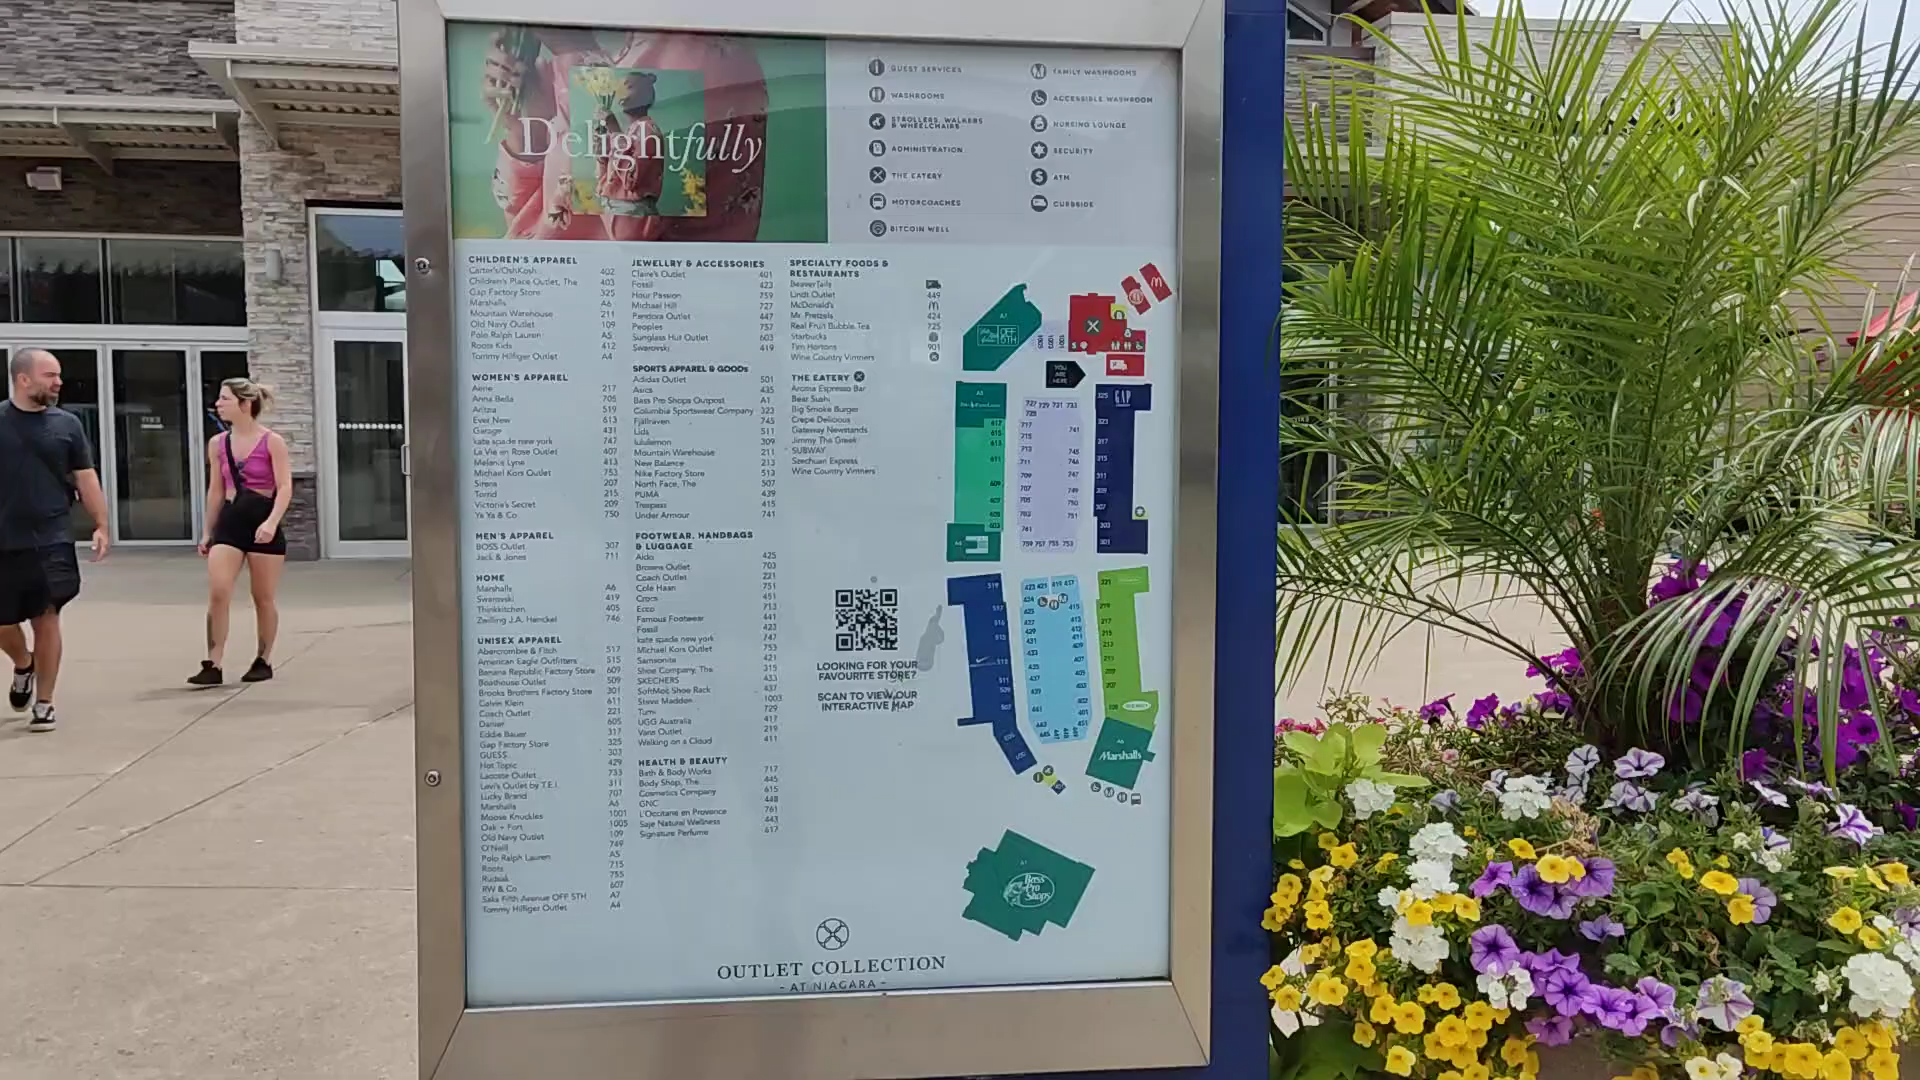 Delightfully
GUEST SERVICES
WASHROOMS
STROLLERS, WALKERS
& WHEELCHAIRS
ADMINISTRATION
THE EATERY
MOTORCOACHES
BITCOIN WELL
FAMILY WASHROOMS
ACCESSIBLE WASHROOM
NURSING LOUNGE
SECURITY
ATM
CURBSIDE
CHILDREN'S APPAREL
Carter's/OshKosh 402
Children's Place Outlet, The 403
Gap Factory Store 325
Marshalls A6
Mountain Warehouse 211
Old Navy Outlet 109
Polo Ralph Lauren A5
Roots Kids 412
Tommy Hilfiger Outlet A4
WOMEN'S APPAREL
Aerie 217
Anna Bella 705
Aritzia 519
Ever New 613
Garage 431
kate spade new york 747
La Vie en Rose Outlet 407
Melanie Lyne 413
Michael Kors Outlet 753
Sirens 207
Torrid 215
Victoria's Secret 209
Ya Ya & Co 750
MEN'S APPAREL
BOSS Outlet 307
Jack & Jones 711
HOME
Marshalls A6
Swarovski 419
Thinkkitchen 405
Zwilling J.A. Henckel 746
UNISEX APPAREL
Abercrombie & Fitch 517
American Eagle Outfitters 515
Banana Republic Factory Store 609
Boathouse Outlet 509
Brooks Brothers Factory Store 301
Calvin Klein 611
Coach Outlet 221
Danier 605
Eddie Bauer 317
Gap Factory Store 325
GUESS 303
Hot Topic 429
Lacoste Outlet 733
Levi's Outlet by T.E.I. 311
Lucky Brand 707
Marshalls A6
Moose Knuckles 1001
Oak + Fort 1005
Old Navy Outlet 109
O'Neill 749
Polo Ralph Lauren A5
Roots 715
Rudsak 755
RW & Co 607
Saks Fifth Avenue OFF 5TH A7
Tommy Hilfiger Outlet A4
JEWELLRY & ACCESSORIES
Claire's Outlet 401
Fossil 423
Hour Passion 759
Michael Hill 727
Pandora Outlet 447
Peoples 757
Sunglass Hut Outlet 603
Swarovski 419
SPORTS APPAREL & GOODS
Adidas Outlet 501
Asics 435
Bass Pro Shops Outpost A1
Columbia Sportswear Company 323
Fjällräven 745
Lids 511
lululemon 309
Mountain Warehouse 211
New Balance 213
Nike Factory Store 513
North Face, The 507
PUMA 439
Trespass 415
Under Armour 741
FOOTWEAR, HANDBAGS
& LUGGAGE
Aldo 425
Browns Outlet 703
Coach Outlet 221
Cole Haan 751
Crocs 451
Ecco 713
Famous Footwear 441
Fossil 423
kate spade new york 747
Michael Kors Outlet 753
Samsonite 421
Shoe Company, The 315
SKECHERS 433
SoftMoc Shoe Rack 437
Steve Madden 1003
Tumi 729
UGG Australia 417
Vans Outlet 219
Walking on a Cloud 411
HEALTH & BEAUTY
Bath & Body Works 717
Body Shop, The 445
Cosmetics Company 615
GNC 448
L'Occitane en Provence 761
Saje Natural Wellness 443
Signature Perfume 617
SPECIALTY FOODS &
RESTAURANTS
BeaverTails
Lindt Outlet 449
McDonald's
Mr. Pretzels 424
Real Fruit Bubble Tea 725
Starbucks
Tim Hortons 901
Wine Country Vintners
THE EATERY
Aroma Espresso Bar
Bear Sushi
Big Smoke Burger
Crepe Delicious
Gateway Newstands
Jimmy The Greek
SUBWAY
Szechuan Express
Wine Country Vintners
LOOKING FOR YOUR
FAVOURITE STORE?
SCAN TO VIEW OUR
INTERACTIVE MAP
A7
OFF 5TH
YOU
ARE
HERE
A5
GAP
Marshalls
Bass
Pro
Shops
OUTLET COLLECTION
- AT NIAGARA -